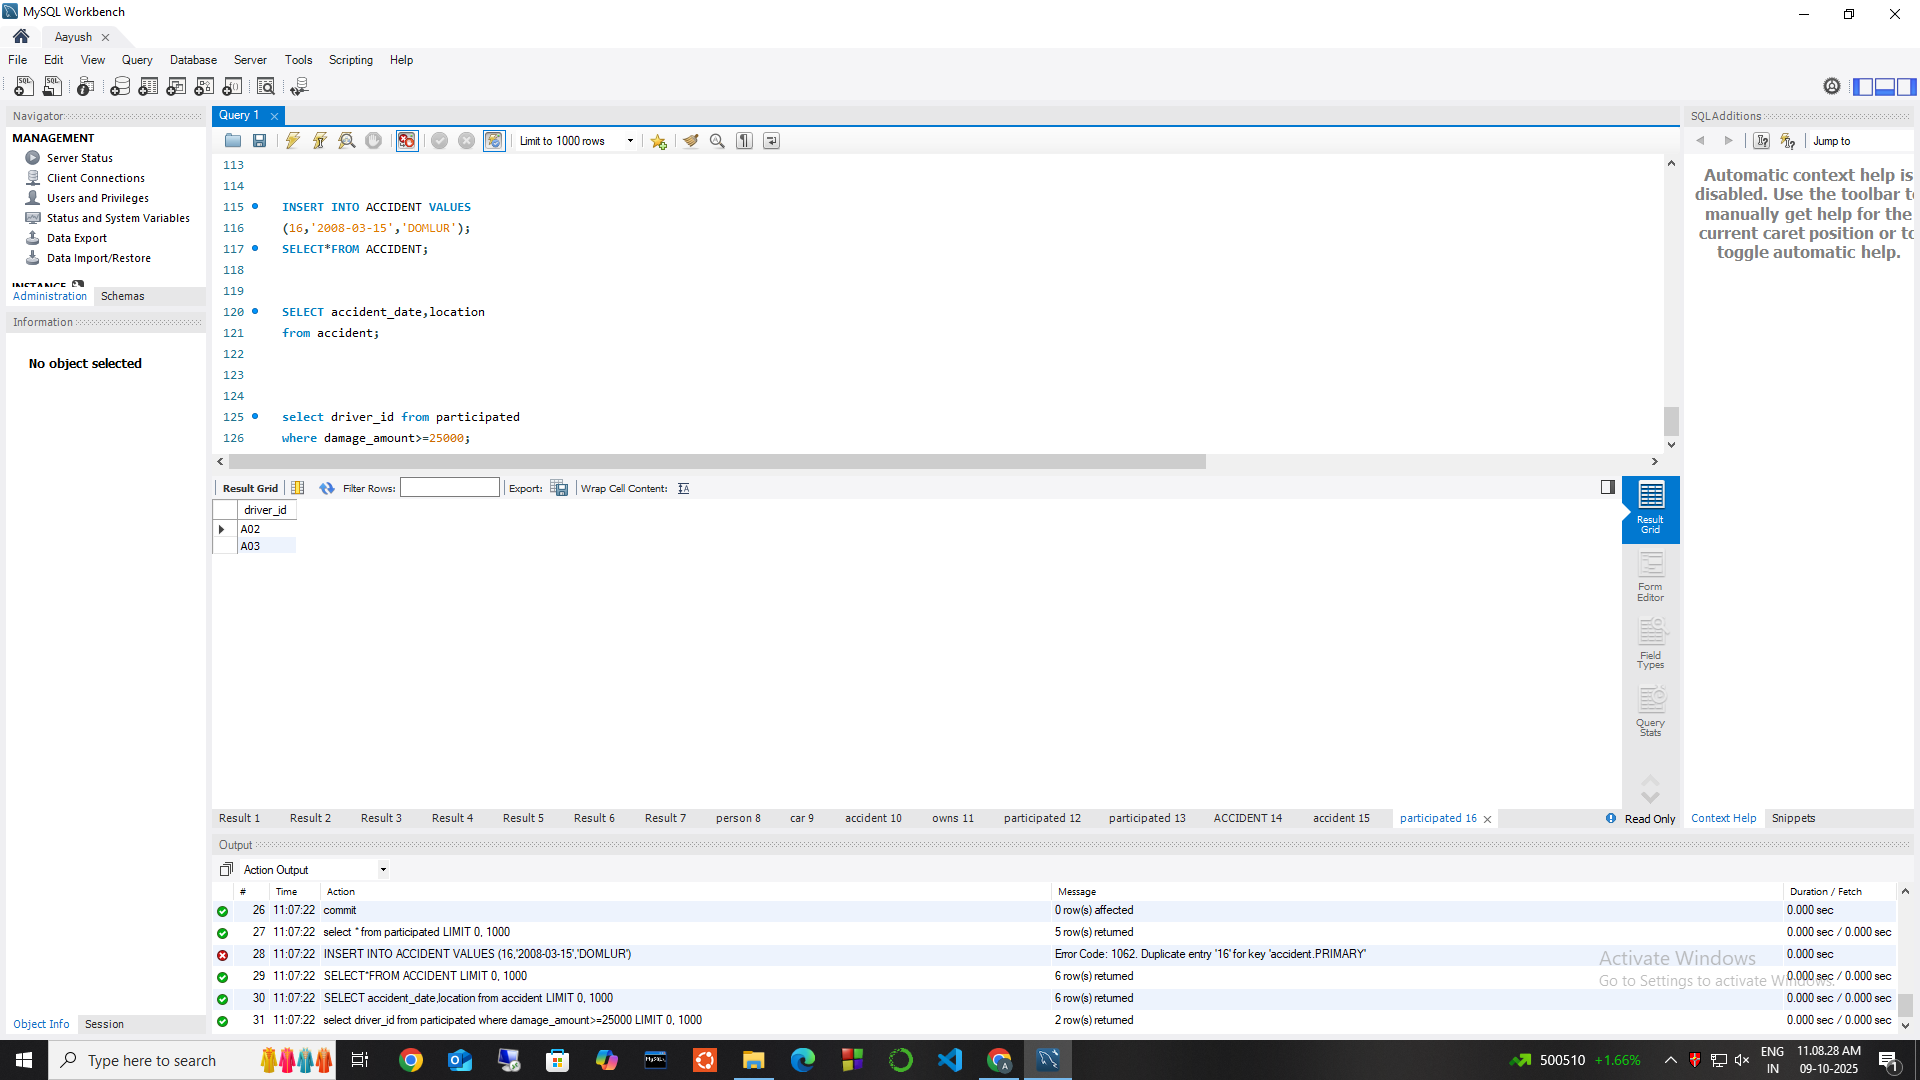 MySQL Workbench
Aayush
File Edit View Query Database Server Tools Scripting Help
Navigator
MANAGEMENT
Server Status
Client Connections
Users and Privileges
Status and System Variables
Data Export
Data Import/Restore
INSTANCE
Administration Schemas
Information
No object selected
Object Info Session
Query 1
Limit to 1000 rows
113
114
115 INSERT INTO ACCIDENT VALUES
116 (16,'2008-03-15','DOMLUR');
117 SELECT*FROM ACCIDENT;
118
119
120 SELECT accident_date,location
121 from accident;
122
123
124
125 select driver_id from participated
126 where damage_amount>=25000;
Result Grid Filter Rows: Export: Wrap Cell Content:
driver_id
A02
A03
Result Grid
Form Editor
Field Types
Query Stats
Result 1 Result 2 Result 3 Result 4 Result 5 Result 6 Result 7 person 8 car 9 accident 10 owns 11 participated 12 participated 13 ACCIDENT 14 accident 15 participated 16 Read Only
SQLAdditions
Jump to
Automatic context help is
disabled. Use the toolbar to
manually get help for the
current caret position or to
toggle automatic help.
Context Help Snippets
Output
Action Output
# Time Action Message Duration / Fetch
26 11:07:22 commit 0 row(s) affected 0.000 sec
27 11:07:22 select * from participated LIMIT 0, 1000 5 row(s) returned 0.000 sec / 0.000 sec
28 11:07:22 INSERT INTO ACCIDENT VALUES (16,'2008-03-15','DOMLUR') Error Code: 1062. Duplicate entry '16' for key 'accident.PRIMARY' 0.000 sec
29 11:07:22 SELECT*FROM ACCIDENT LIMIT 0, 1000 6 row(s) returned 0.000 sec / 0.000 sec
30 11:07:22 SELECT accident_date,location from accident LIMIT 0, 1000 6 row(s) returned 0.000 sec / 0.000 sec
31 11:07:22 select driver_id from participated where damage_amount>=25000 LIMIT 0, 1000 2 row(s) returned 0.000 sec / 0.000 sec
Activate Windows
Go to Settings to activate Windows.
Type here to search
500510 +1.66%
ENG
IN
11.08.28 AM
09-10-2025
1